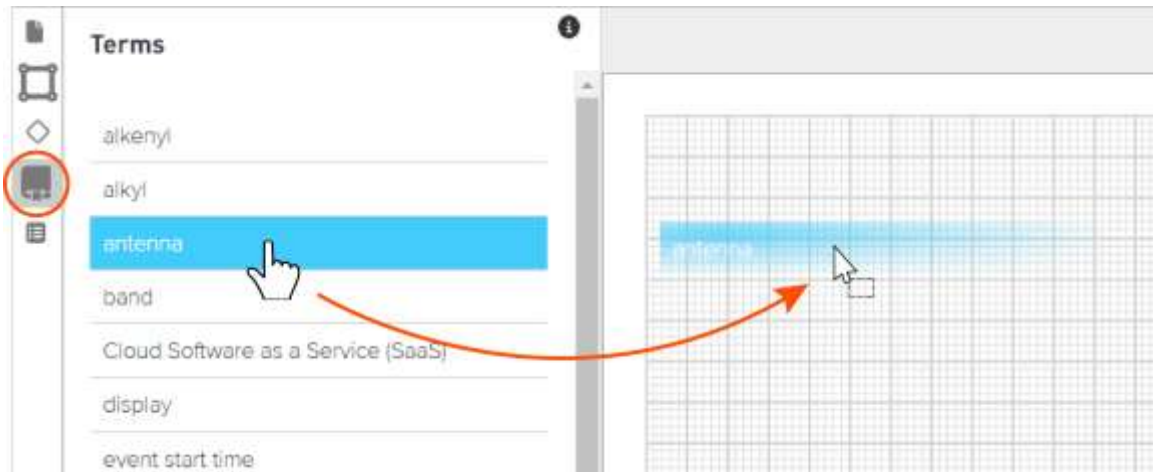 Terms
alkenyl
alkyl
antenna
antenna
band
Cloud Software as a Service (SaaS)
display
event start time